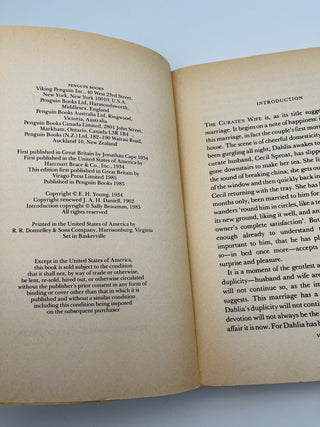 PENGUIN BOOKS
Viking Penguin Inc., 40 West 23rd Street,
New York, New York 10010, U.S.A.
Penguin Books Ltd, Harmondsworth,
Middlesex, England
Penguin Books Australia Ltd, Ringwood,
Victoria, Australia
Penguin Books Canada Limited, 2801 John Street,
Markham, Ontario, Canada L3R 1B4
Penguin Books (N.Z.) Ltd, 182–190 Wairau Road,
Auckland 10, New Zealand
First published in Great Britain by Jonathan Cape 1934
First published in the United States of America by
Harcourt Brace & Co., Inc., 1934
This edition first published in Great Britain by
Virago Press Limited 1985
Published in Penguin Books 1985
Copyright © E. H. Young, 1934
Copyright renewed J. A. H. Daniell, 1962
Introduction copyright © Sally Beauman, 1985
All rights reserved
Printed in the United States of America by
R. R. Donnelley & Sons Company, Harrisonburg, Virginia
Set in Baskerville
Except in the United States of America,
this book is sold subject to the condition
that it shall not, by way of trade or otherwise,
be lent, re-sold, hired out, or otherwise circulated
without the publisher's prior consent in any form of
binding or cover other than that in which it is
published and without a similar condition
including this condition being imposed
on the subsequent purchaser
INTRODUCTION
THE CURATE'S WIFE is, as its title sugg
marriage. It begins on a note of happiness: i
this marriage, in fact the couple's first mor
house. The scene is of cheerful domesticity
been gargling all night; Dahlia awakes to
gone downstairs to make her tea. She li
the sound of breaking china; she gets o
of the window and then quickly back in
Cecil returning with the tray. She has
months only, been married to him for
wanders 'round him in circles, like a te
its new ground, liking it well, and an
owner's complete satisfaction'. But
enough already to understand t
important to him, that he has pl
so—in bed once more—accepts
surprise and pleasure.
It is a moment of the gentlest a
duplicity—husband and wife are
will not continue so, as the im
suggests. This marriage has a
Dahlia's duplicity will not conti
devotion will not always be the
affair it is now. For Dahlia has